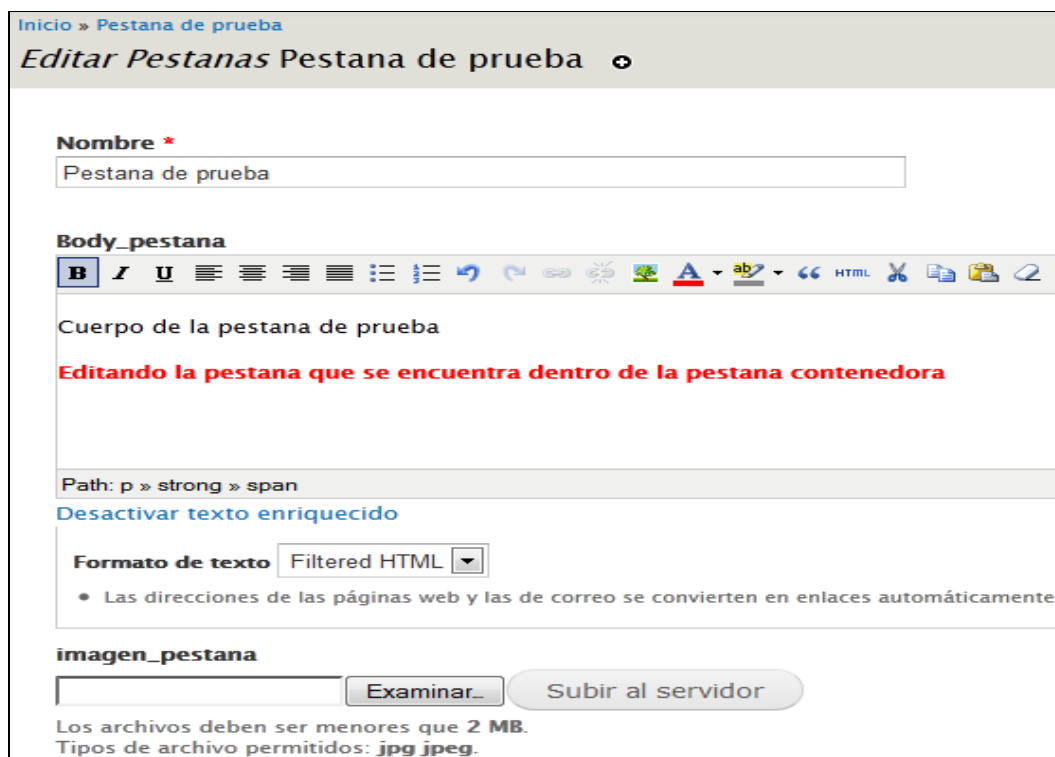 Inicio » Pestana de prueba
Editar Pestanas Pestana de prueba
Nombre *
Pestana de prueba
Body_pestana
B I U A ab HTML
Cuerpo de la pestana de prueba
Editando la pestana que se encuentra dentro de la pestana contenedora
Path: p » strong » span
Desactivar texto enriquecido
Formato de texto Filtered HTML
• Las direcciones de las páginas web y las de correo se convierten en enlaces automáticamente
imagen_pestana
Examinar... Subir al servidor
Los archivos deben ser menores que 2 MB.
Tipos de archivo permitidos: jpg jpeg.